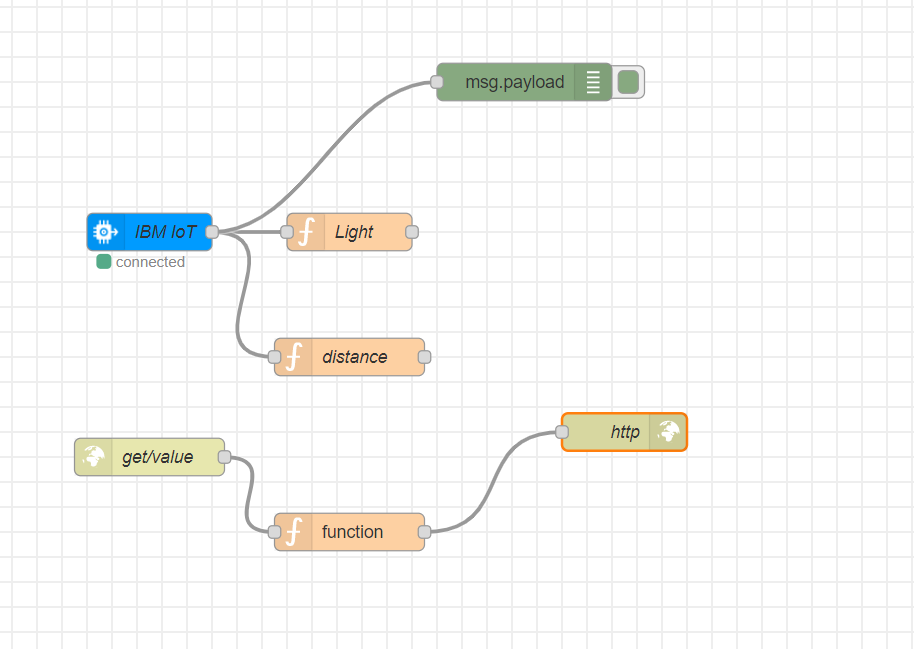 msg.payload
IBM IoT
Light
connected
distance
http
get/value
function